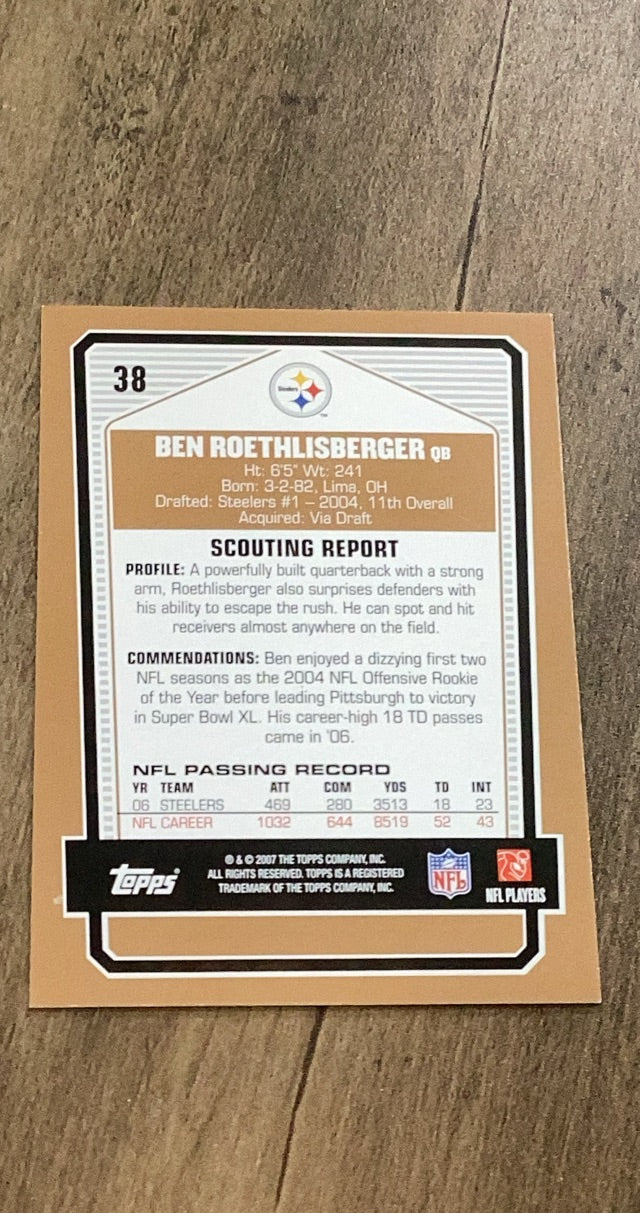 38
Steelers
BEN ROETHLISBERGER QB
Ht: 6'5" Wt: 241
Born: 3-2-82, Lima, OH
Drafted: Steelers #1 – 2004, 11th Overall
Acquired: Via Draft
SCOUTING REPORT
PROFILE: A powerfully built quarterback with a strong
arm, Roethlisberger also surprises defenders with
his ability to escape the rush. He can spot and hit
receivers almost anywhere on the field.
COMMENDATIONS: Ben enjoyed a dizzying first two
NFL seasons as the 2004 NFL Offensive Rookie
of the Year before leading Pittsburgh to victory
in Super Bowl XL. His career-high 18 TD passes
came in '06.
NFL PASSING RECORD
YR TEAM ATT COM YDS TD INT
06 STEELERS 469 280 3513 18 23
NFL CAREER 1032 644 8519 52 43
topps®
® & © 2007 THE TOPPS COMPANY, INC.
ALL RIGHTS RESERVED. TOPPS IS A REGISTERED
TRADEMARK OF THE TOPPS COMPANY, INC.
NFL
NFL PLAYERS